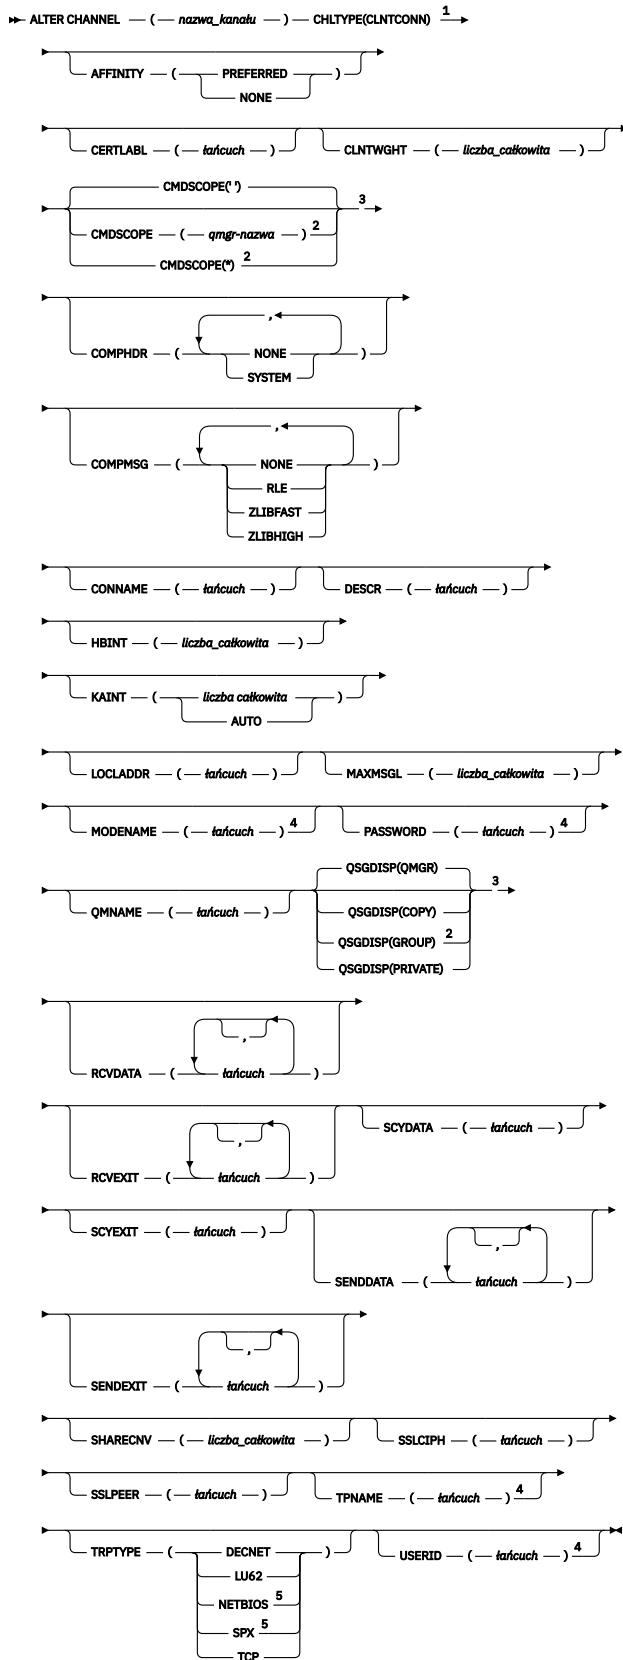 ALTER CHANNEL ( nazwa_kanału ) CHLTYPE(CLNTCONN) 1
AFFINITY ( PREFERRED )
NONE
CERTLABL ( łańcuch ) CLNTWGHT ( liczba_całkowita )
CMDSCOPE(' ')
3
CMDSCOPE ( qmgr-nazwa ) 2
CMDSCOPE(*) 2
,
COMPHDR ( NONE )
SYSTEM
,
COMPMSG ( NONE )
RLE
ZLIBFAST
ZLIBHIGH
CONNAME ( łańcuch ) DESCR ( łańcuch )
HBINT ( liczba_całkowita )
KAINT ( liczba całkowita )
AUTO
LOCLADDR ( łańcuch ) MAXMSGL ( liczba_całkowita )
MODENAME ( łańcuch ) 4 PASSWORD ( łańcuch ) 4
QSGDISP(QMGR)
3
QMNAME ( łańcuch ) QSGDISP(COPY)
QSGDISP(GROUP) 2
QSGDISP(PRIVATE)
,
RCVDATA ( łańcuch )
,
SCYDATA ( łańcuch )
RCVEXIT ( łańcuch )
SCYEXIT ( łańcuch )
,
SENDDATA ( łańcuch )
,
SENDEXIT ( łańcuch )
SHARECNV ( liczba_całkowita ) SSLCIPH ( łańcuch )
SSLPEER ( łańcuch ) TPNAME ( łańcuch ) 4
TRPTYPE ( DECNET ) USERID ( łańcuch ) 4
LU62
NETBIOS 5
SPX 5
TCP